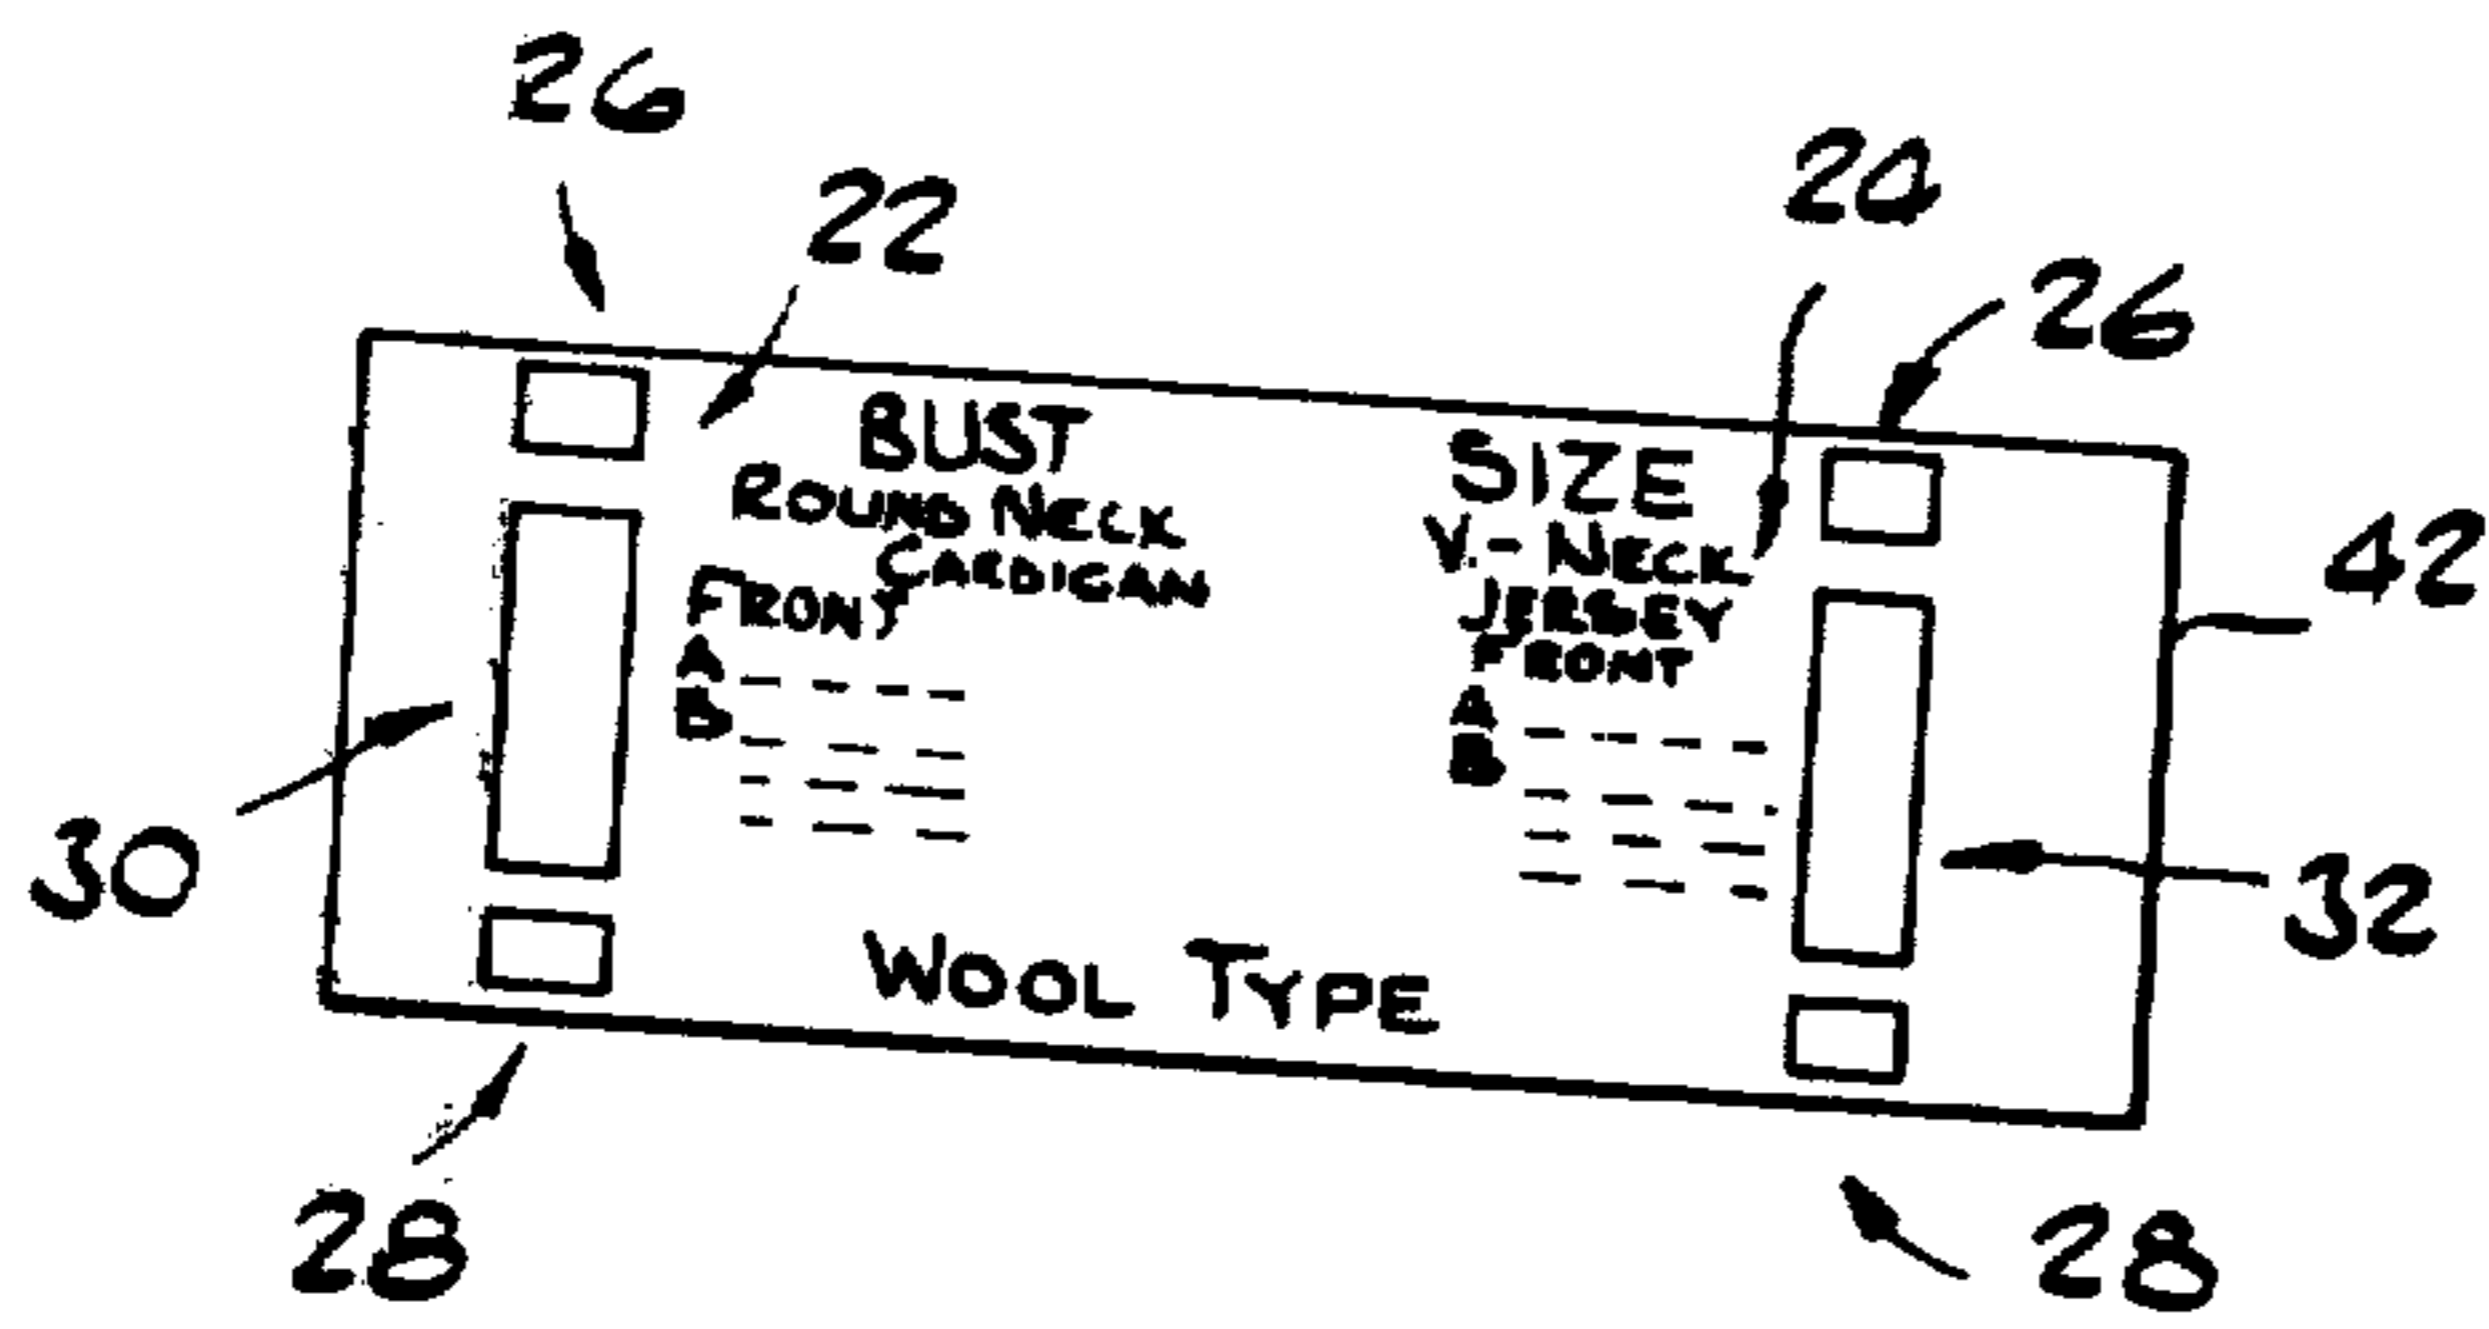 26
22
20
26
BUST
SIZE
ROUND NECK
CARDIGAN
V.- NECK
JERSEY
FRONT
FRONT
A
B
A
B
42
30
32
WOOL TYPE
28
28